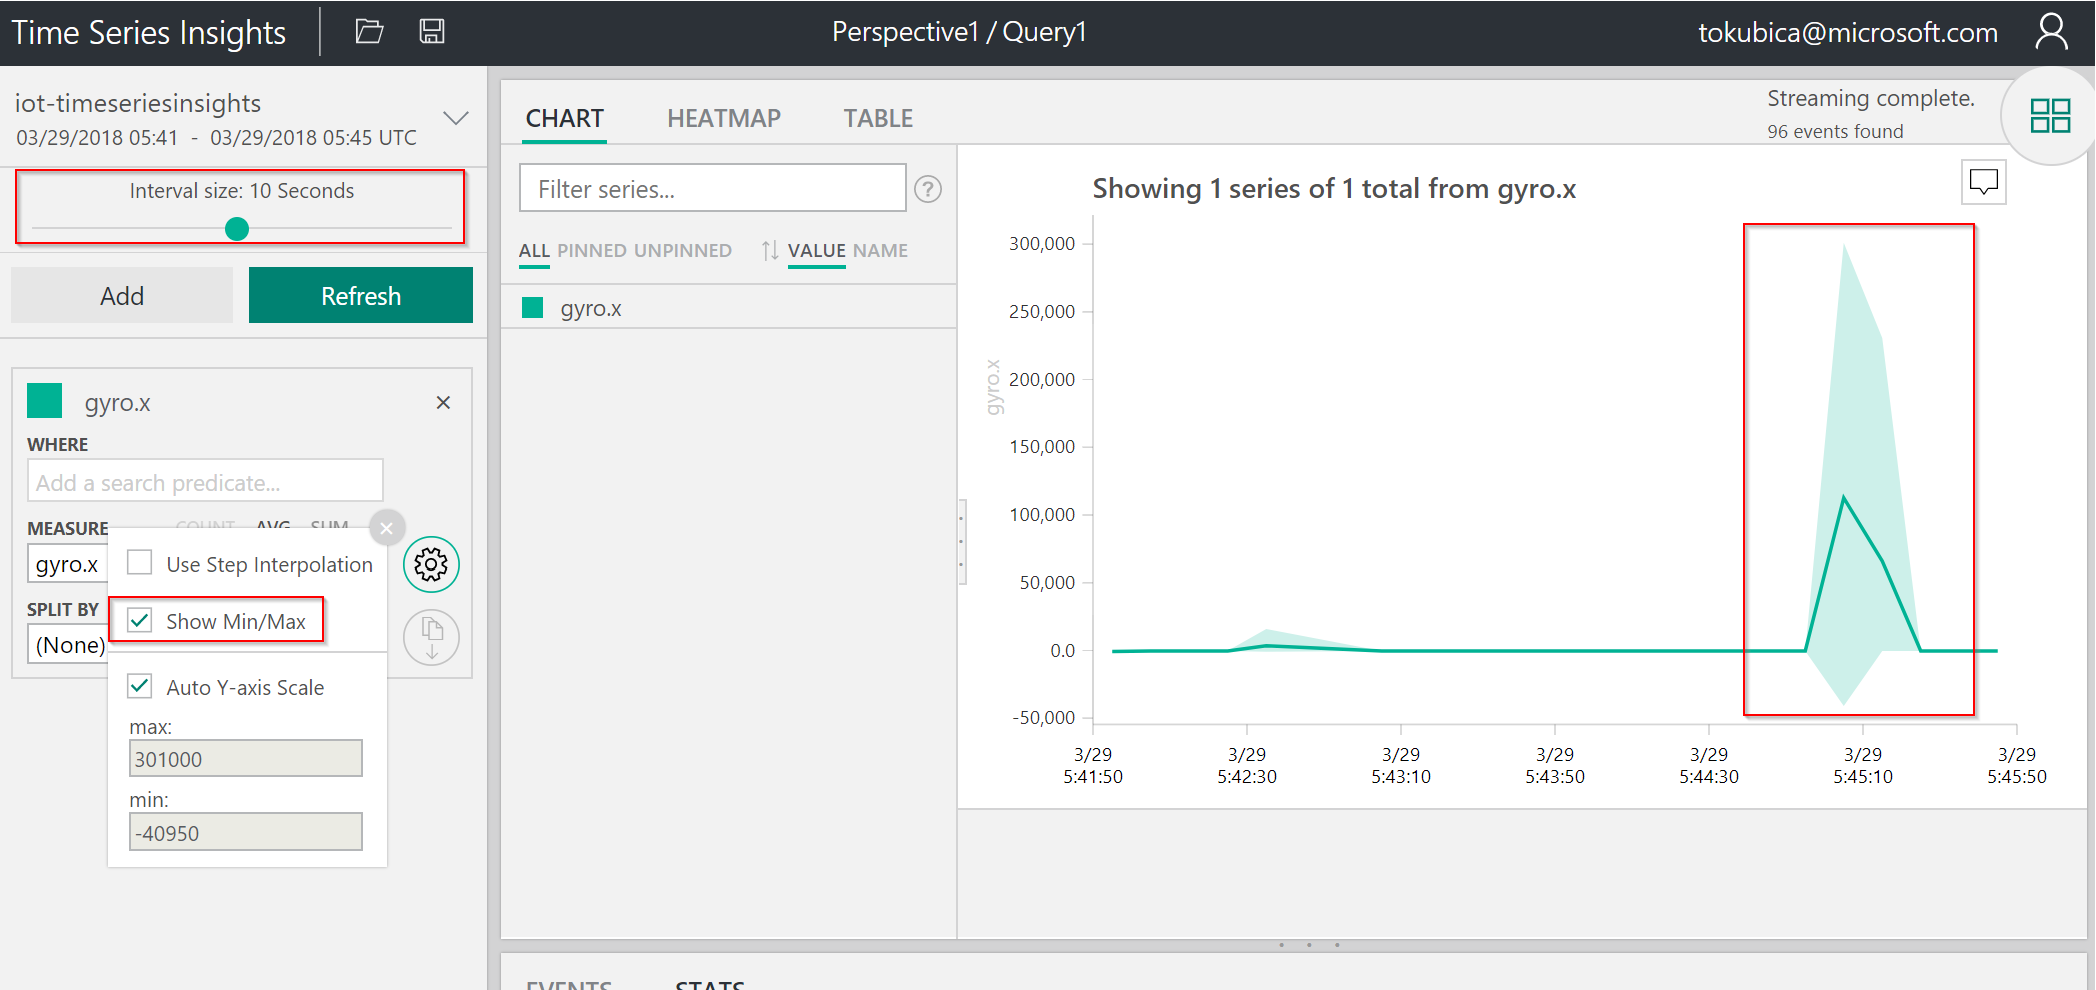 Time Series Insights
Perspective1 / Query1
tokubica@microsoft.com
iot-timeseriesinsights
03/29/2018 05:41 - 03/29/2018 05:45 UTC
Interval size: 10 Seconds
Add
Refresh
gyro.x
WHERE
Add a search predicate...
MEASURE
COUNT AVG SUM
gyro.x
Use Step Interpolation
SPLIT BY
Show Min/Max
(None)
Auto Y-axis Scale
max:
301000
min:
-40950
CHART HEATMAP TABLE
Streaming complete.
96 events found
Filter series...
?
ALL PINNED UNPINNED
VALUE NAME
gyro.x
Showing 1 series of 1 total from gyro.x
gyro.x
300,000
250,000
200,000
150,000
100,000
50,000
0.0
-50,000
3/29 5:41:50
3/29 5:42:30
3/29 5:43:10
3/29 5:43:50
3/29 5:44:30
3/29 5:45:10
3/29 5:45:50
EVENTS STATS